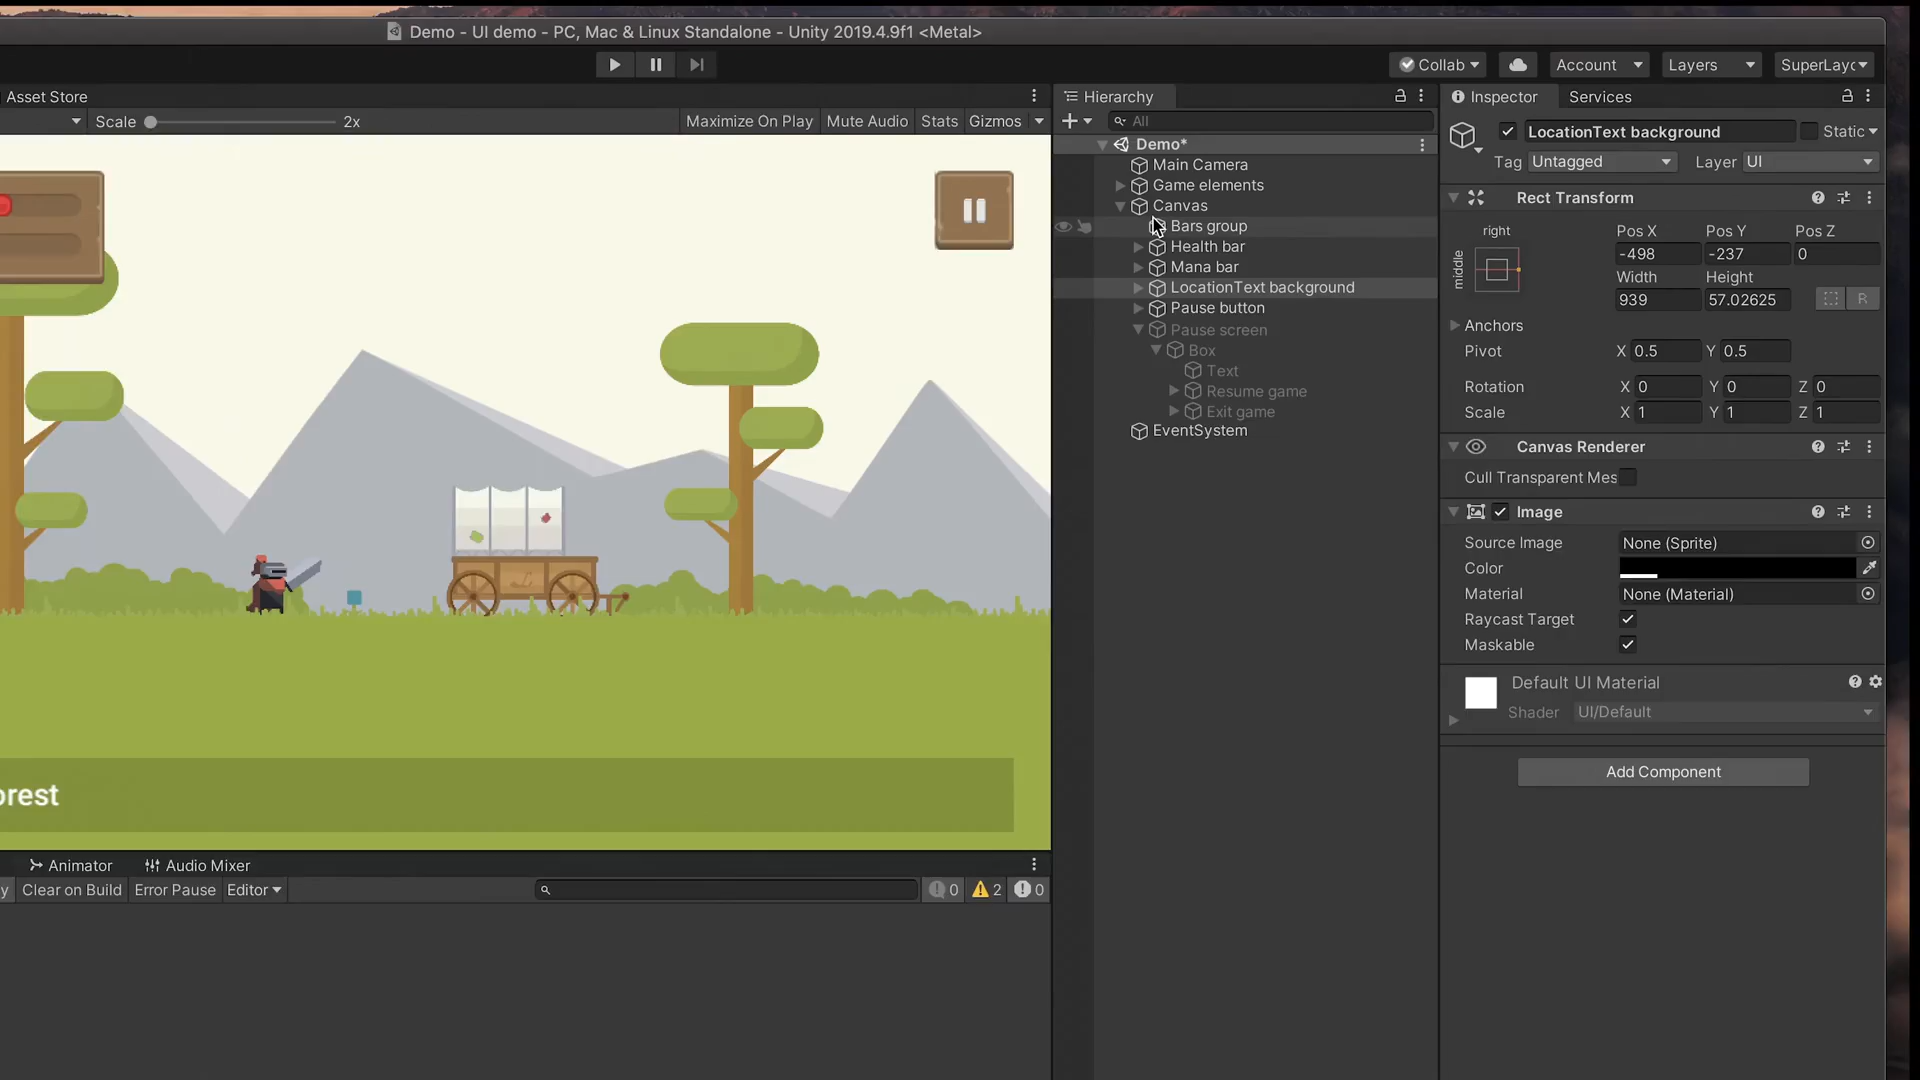 Demo - UI demo - PC, Mac & Linux Standalone - Unity 2019.4.9f1 <Metal>
Collab
Account
Layers
SuperLay
Asset Store
Scale 2x
Maximize On Play
Mute Audio
Stats
Gizmos
Hierarchy
All
Demo*
Main Camera
Game elements
Canvas
Bars group
Health bar
Mana bar
LocationText background
Pause button
Pause screen
Box
Text
Resume game
Exit game
EventSystem
Inspector
Services
LocationText background
Static
Tag Untagged
Layer UI
Rect Transform
right
middle
Pos X Pos Y Pos Z
-498 -237 0
Width Height
939 57.02625
R
Anchors
Pivot X 0.5 Y 0.5
Rotation X 0 Y 0 Z 0
Scale X 1 Y 1 Z 1
Canvas Renderer
Cull Transparent Mes
Image
Source Image None (Sprite)
Color
Material None (Material)
Raycast Target
Maskable
Default UI Material
Shader UI/Default
Add Component
orest
Animator
Audio Mixer
y
Clear on Build
Error Pause
Editor
0
2
0